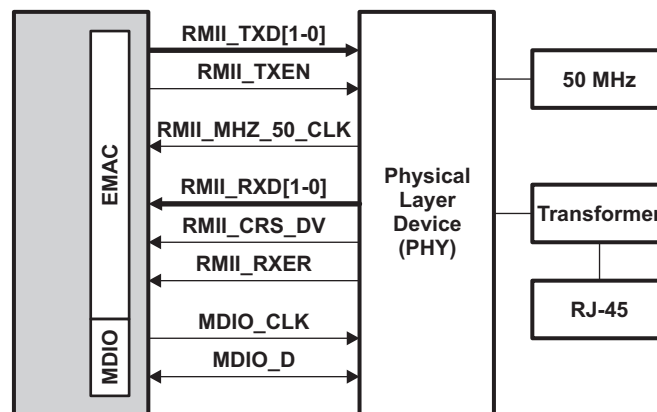 RMII_TXD[1-0]
RMII_TXEN
RMII_MHZ_50_CLK
RMII_RXD[1-0]
RMII_CRS_DV
RMII_RXER
MDIO_CLK
MDIO_D
EMAC
MDIO
Physical
Layer
Device
(PHY)
50 MHz
Transformer
RJ-45